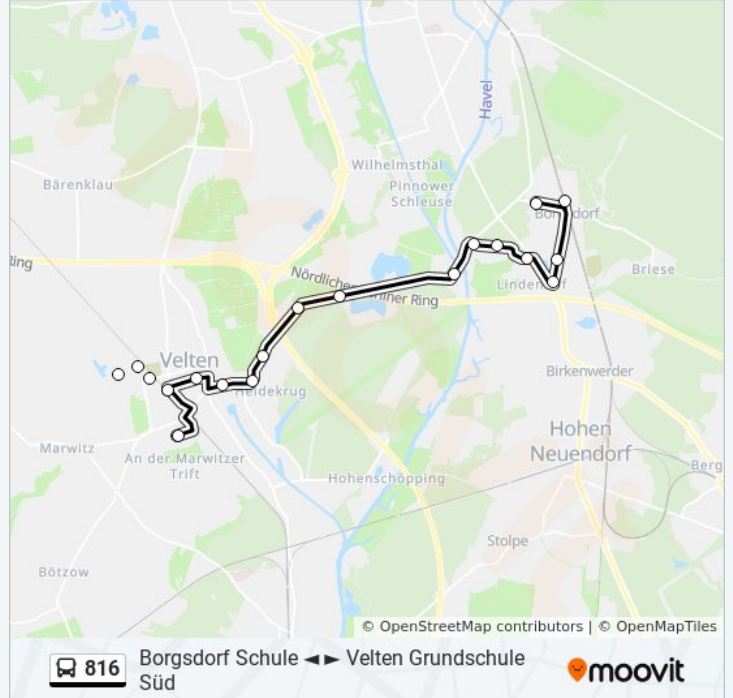 Havel
Wilhelmsthal
Bärenklau
Pinnower
Schleuse
Borgsdorf
Ring
Nördlicher Berliner Ring
Lindenhof
Briese
Velten
Heidekrug
Birkenwerder
Hohen
Neuendorf
Marwitz
An der Marwitzer
Trift
Hohenschöpping
Berg
Stolpe
Bötzow
© OpenStreetMap contributors | © OpenMapTiles
816
Borgsdorf Schule ◄► Velten Grundschule
Süd
moovit